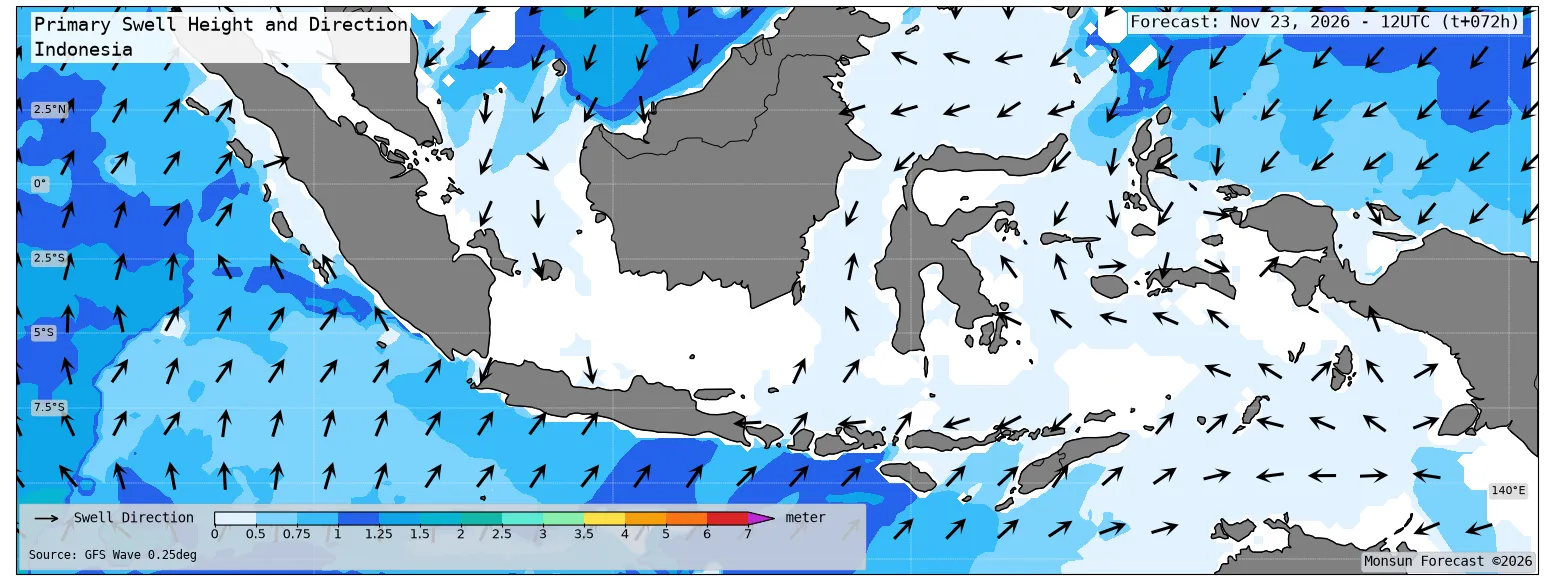 Primary Swell Height and Direction
Indonesia
Forecast: Nov 23, 2026 - 12UTC (t+072h)
2.5°N
0°
2.5°S
5°S
7.5°S
140°E
Swell Direction
0 0.5 0.75 1 1.25 1.5 2 2.5 3 3.5 4 5 6 7
meter
Source: GFS Wave 0.25deg
Monsun Forecast ©2026